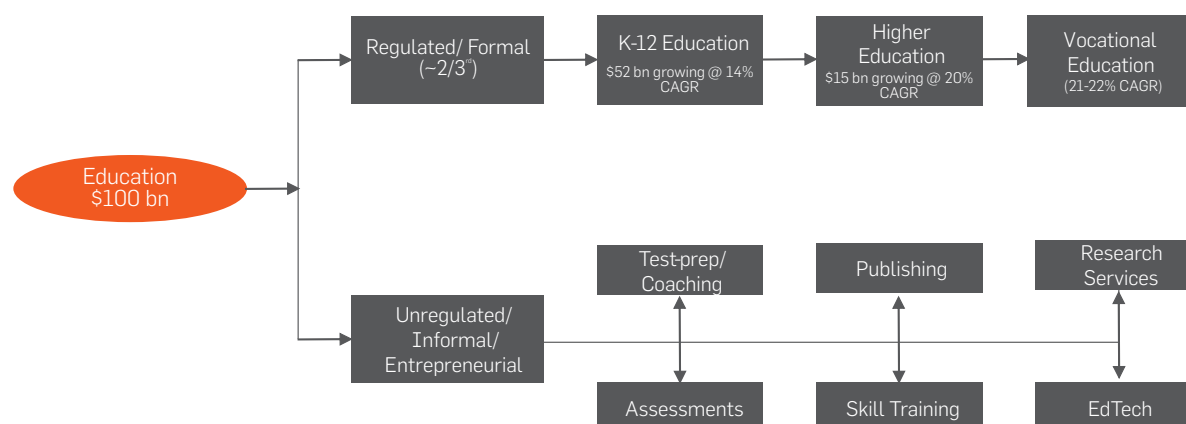 Education
$100 bn
Regulated/ Formal
(~2/3rd)
K-12 Education
$52 bn growing @ 14%
CAGR
Higher
Education
$15 bn growing @ 20%
CAGR
Vocational
Education
(21-22% CAGR)
Unregulated/
Informal/
Entrepreneurial
Test-prep/
Coaching
Publishing
Research
Services
Assessments
Skill Training
EdTech